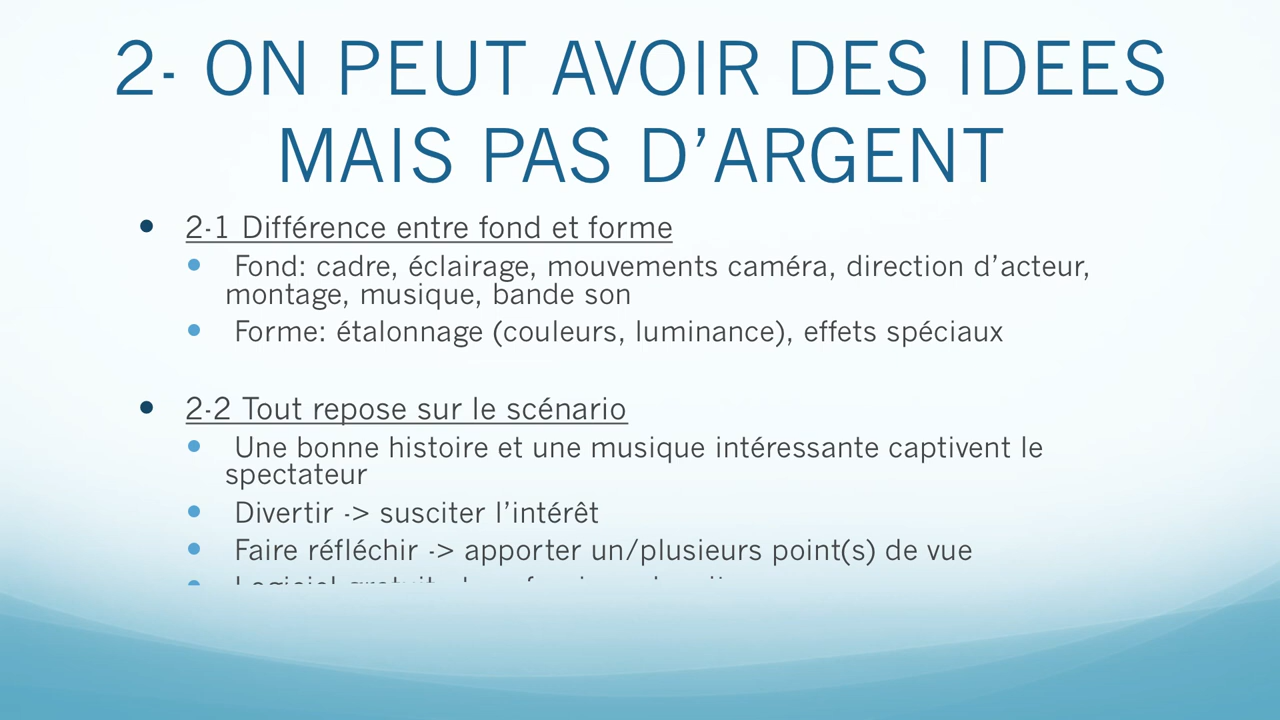 2- ON PEUT AVOIR DES IDEES
MAIS PAS D’ARGENT
• 2-1 Différence entre fond et forme
• Fond: cadre, éclairage, mouvements caméra, direction d’acteur,
montage, musique, bande son
• Forme: étalonnage (couleurs, luminance), effets spéciaux
• 2-2 Tout repose sur le scénario
• Une bonne histoire et une musique intéressante captivent le
spectateur
• Divertir -> susciter l’intérêt
• Faire réfléchir -> apporter un/plusieurs point(s) de vue
• Logiciel gratuit